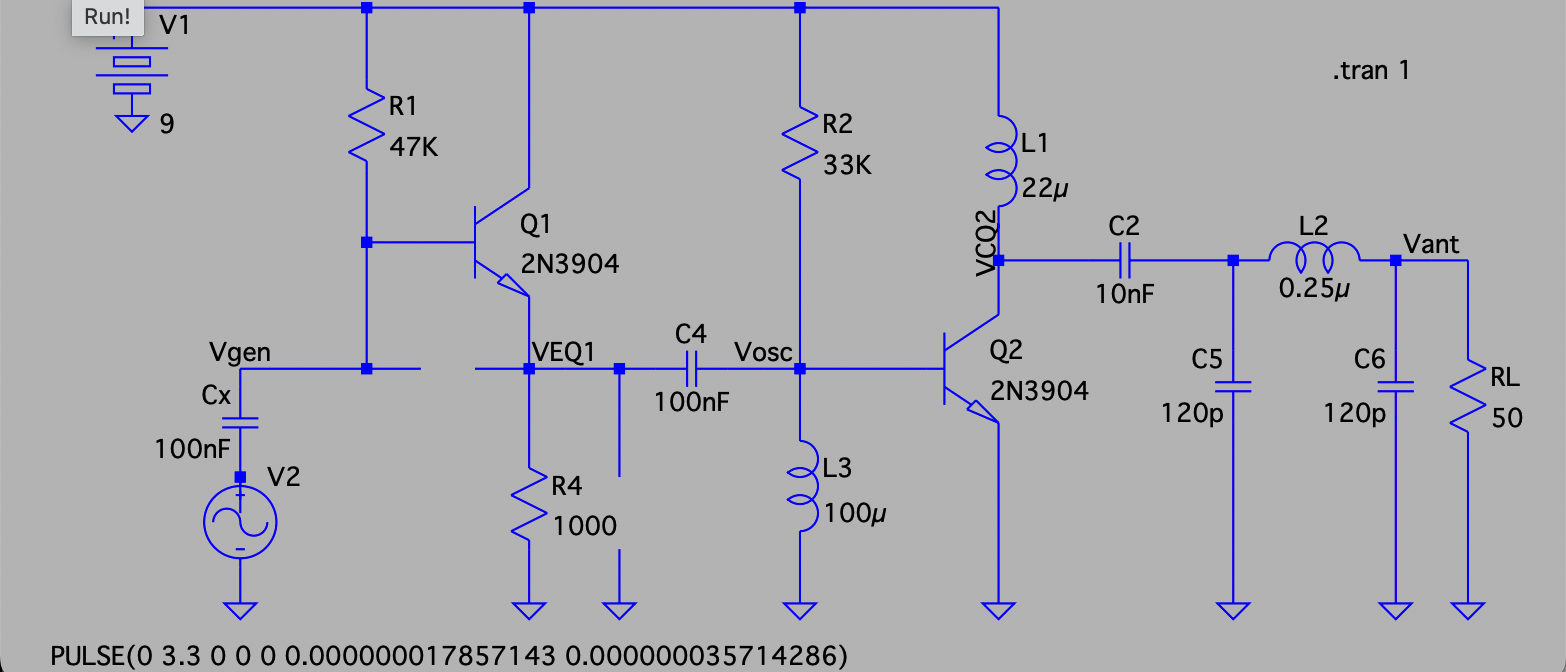 Run!
V1
9
.tran 1
R1
47K
R2
33K
L1
22µ
Q1
2N3904
VCQ2
C2
10nF
L2
0.25µ
Vant
Vgen
VEQ1
C4
100nF
Vosc
Q2
2N3904
C5
120p
C6
120p
RL
50
Cx
100nF
V2
R4
1000
L3
100µ
PULSE(0 3.3 0 0 0 0.000000017857143 0.000000035714286)